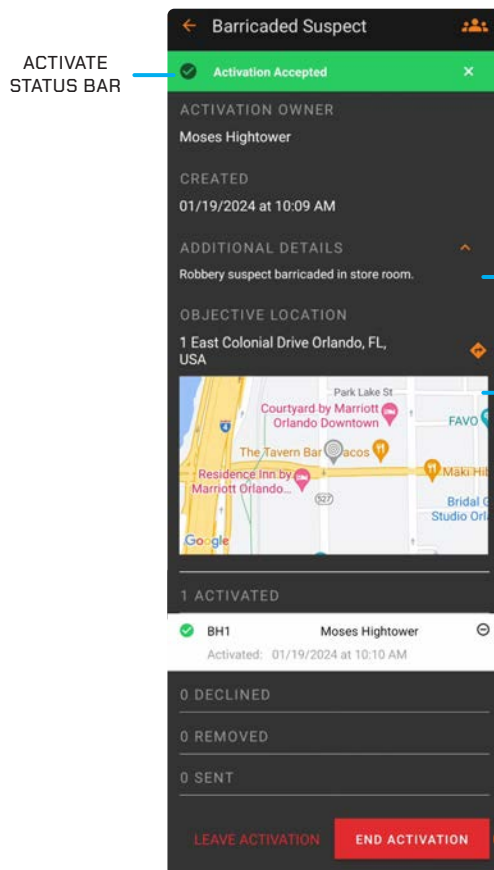 Barricaded Suspect
ACTIVATE
STATUS BAR
Activation Accepted
ACTIVATION OWNER
Moses Hightower
CREATED
01/19/2024 at 10:09 AM
ADDITIONAL DETAILS
Robbery suspect barricaded in store room.
OBJECTIVE LOCATION
1 East Colonial Drive Orlando, FL,
USA
Park Lake St
Courtyard by Marriott
Orlando Downtown
4
FAVO
The Tavern Bar
acos
Residence Inn by
Marriott Orlando...
Maki
527
Bridal
Studio
Google
1 ACTIVATED
BH1 Moses Hightower
Activated: 01/19/2024 at 10:10 AM
0 DECLINED
0 REMOVED
0 SENT
LEAVE ACTIVATION END ACTIVATION